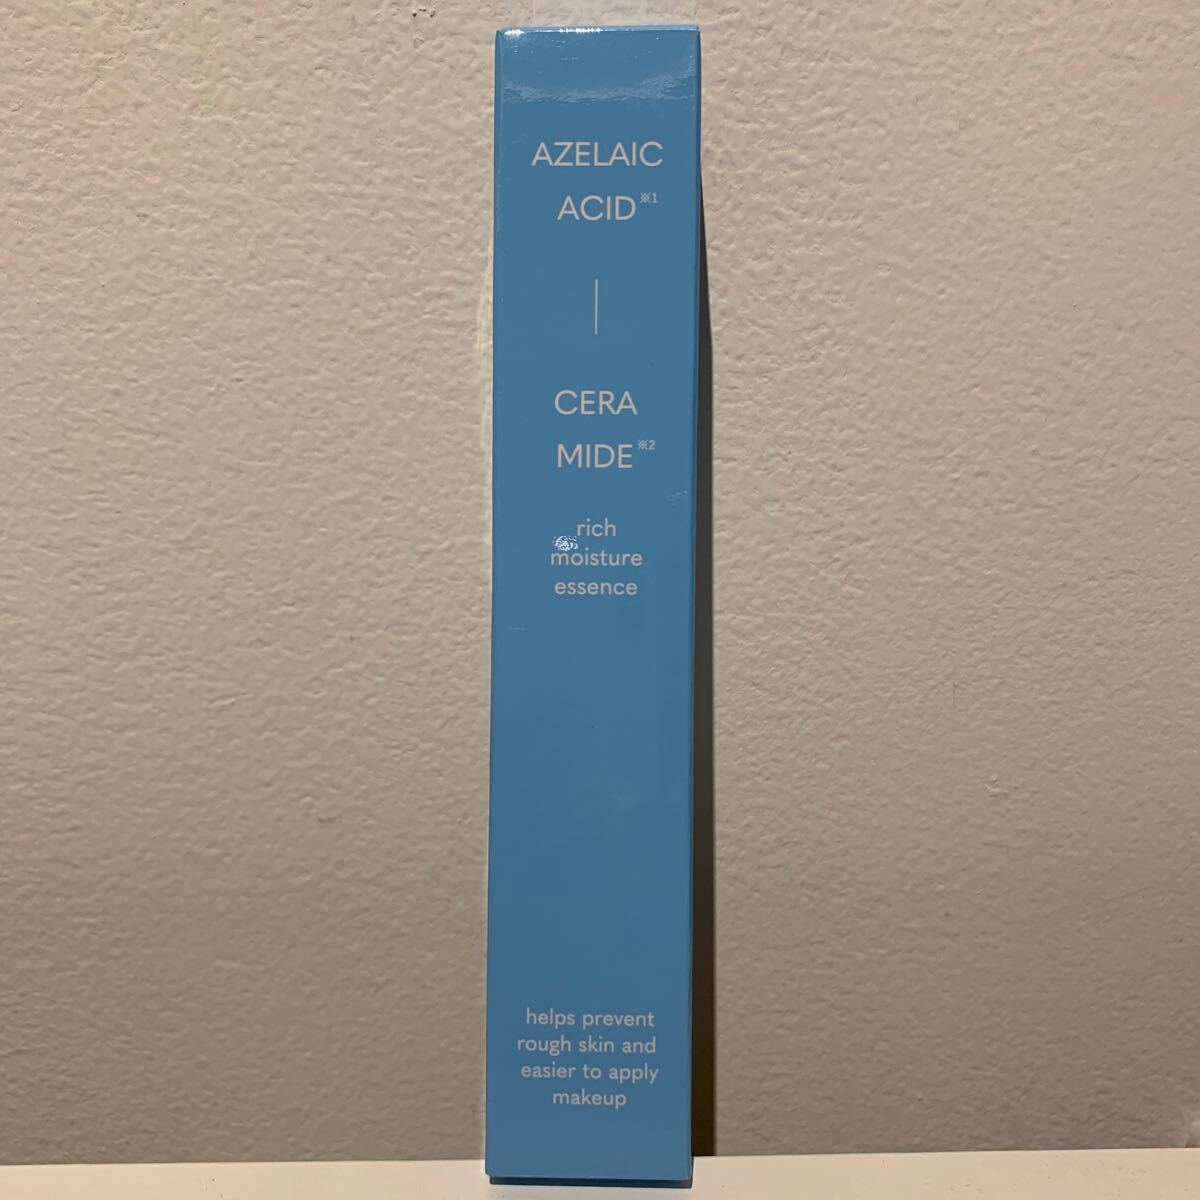 AZELAIC
ACID※1
CERA
MIDE※2
rich
moisture
essence
helps prevent
rough skin and
easier to apply
makeup